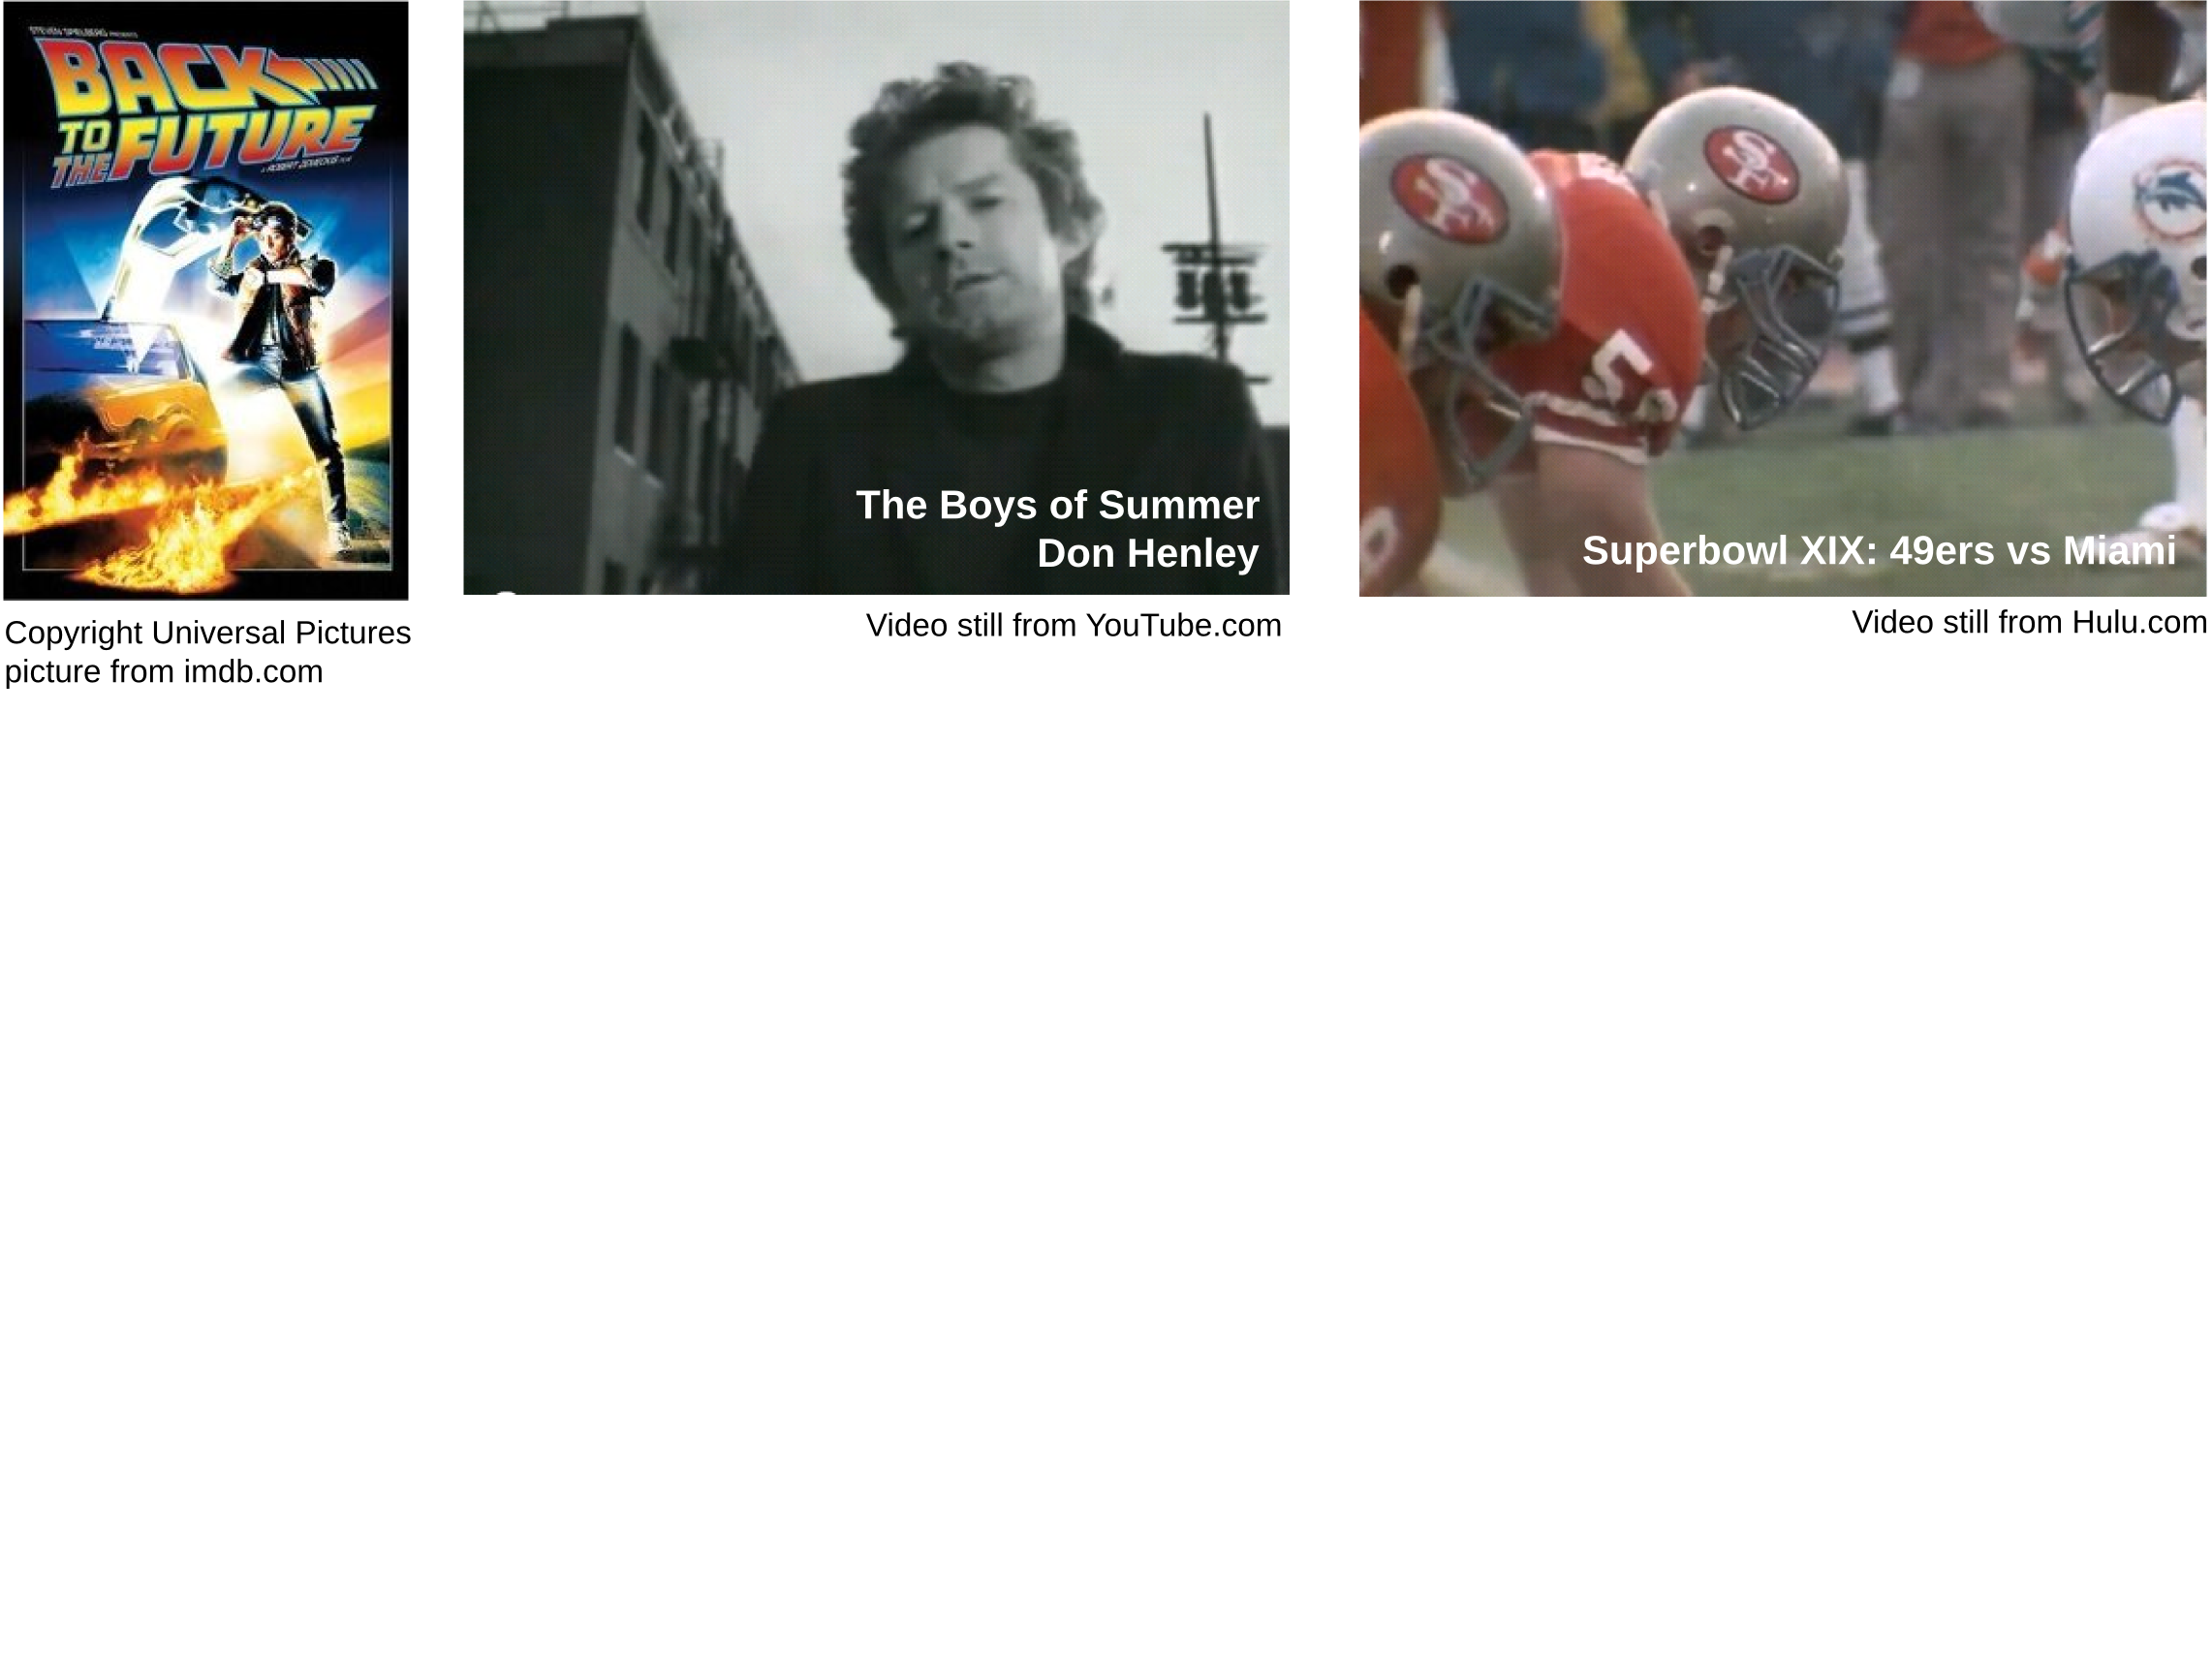 STEVEN SPIELBERG PRESENTS
BACK
TO
THE FUTURE
A ROBERT ZEMECKIS FILM
The Boys of Summer
Don Henley
SF
SF
5
Superbowl XIX: 49ers vs Miami
Copyright Universal Pictures
picture from imdb.com
Video still from YouTube.com
Video still from Hulu.com